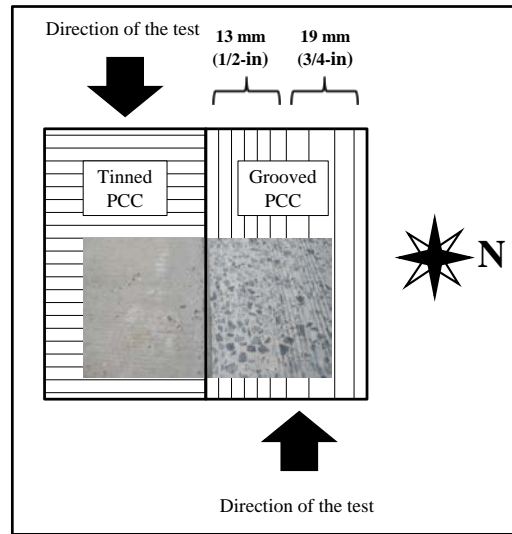 Direction of the test
13 mm
(1/2-in)
19 mm
(3/4-in)
Tinned
PCC
Grooved
PCC
N
Direction of the test